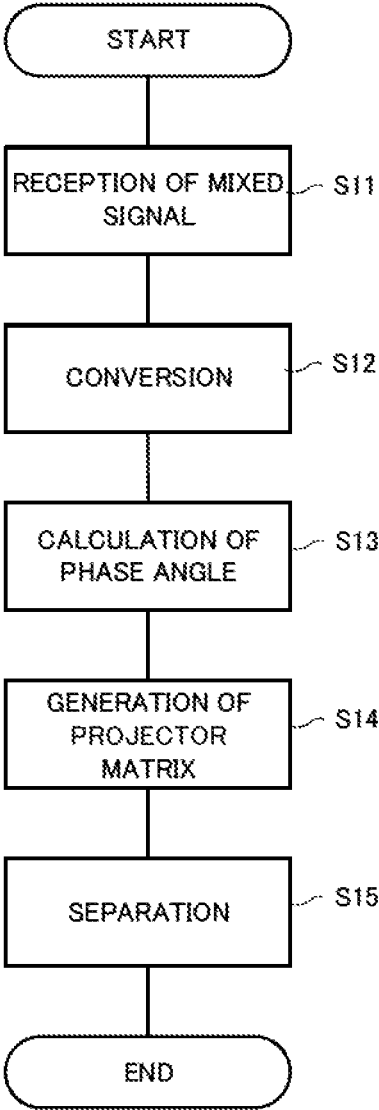 START
RECEPTION OF MIXED
SIGNAL
S11
CONVERSION
S12
CALCULATION OF
PHASE ANGLE
S13
GENERATION OF
PROJECTOR
MATRIX
S14
SEPARATION
S15
END